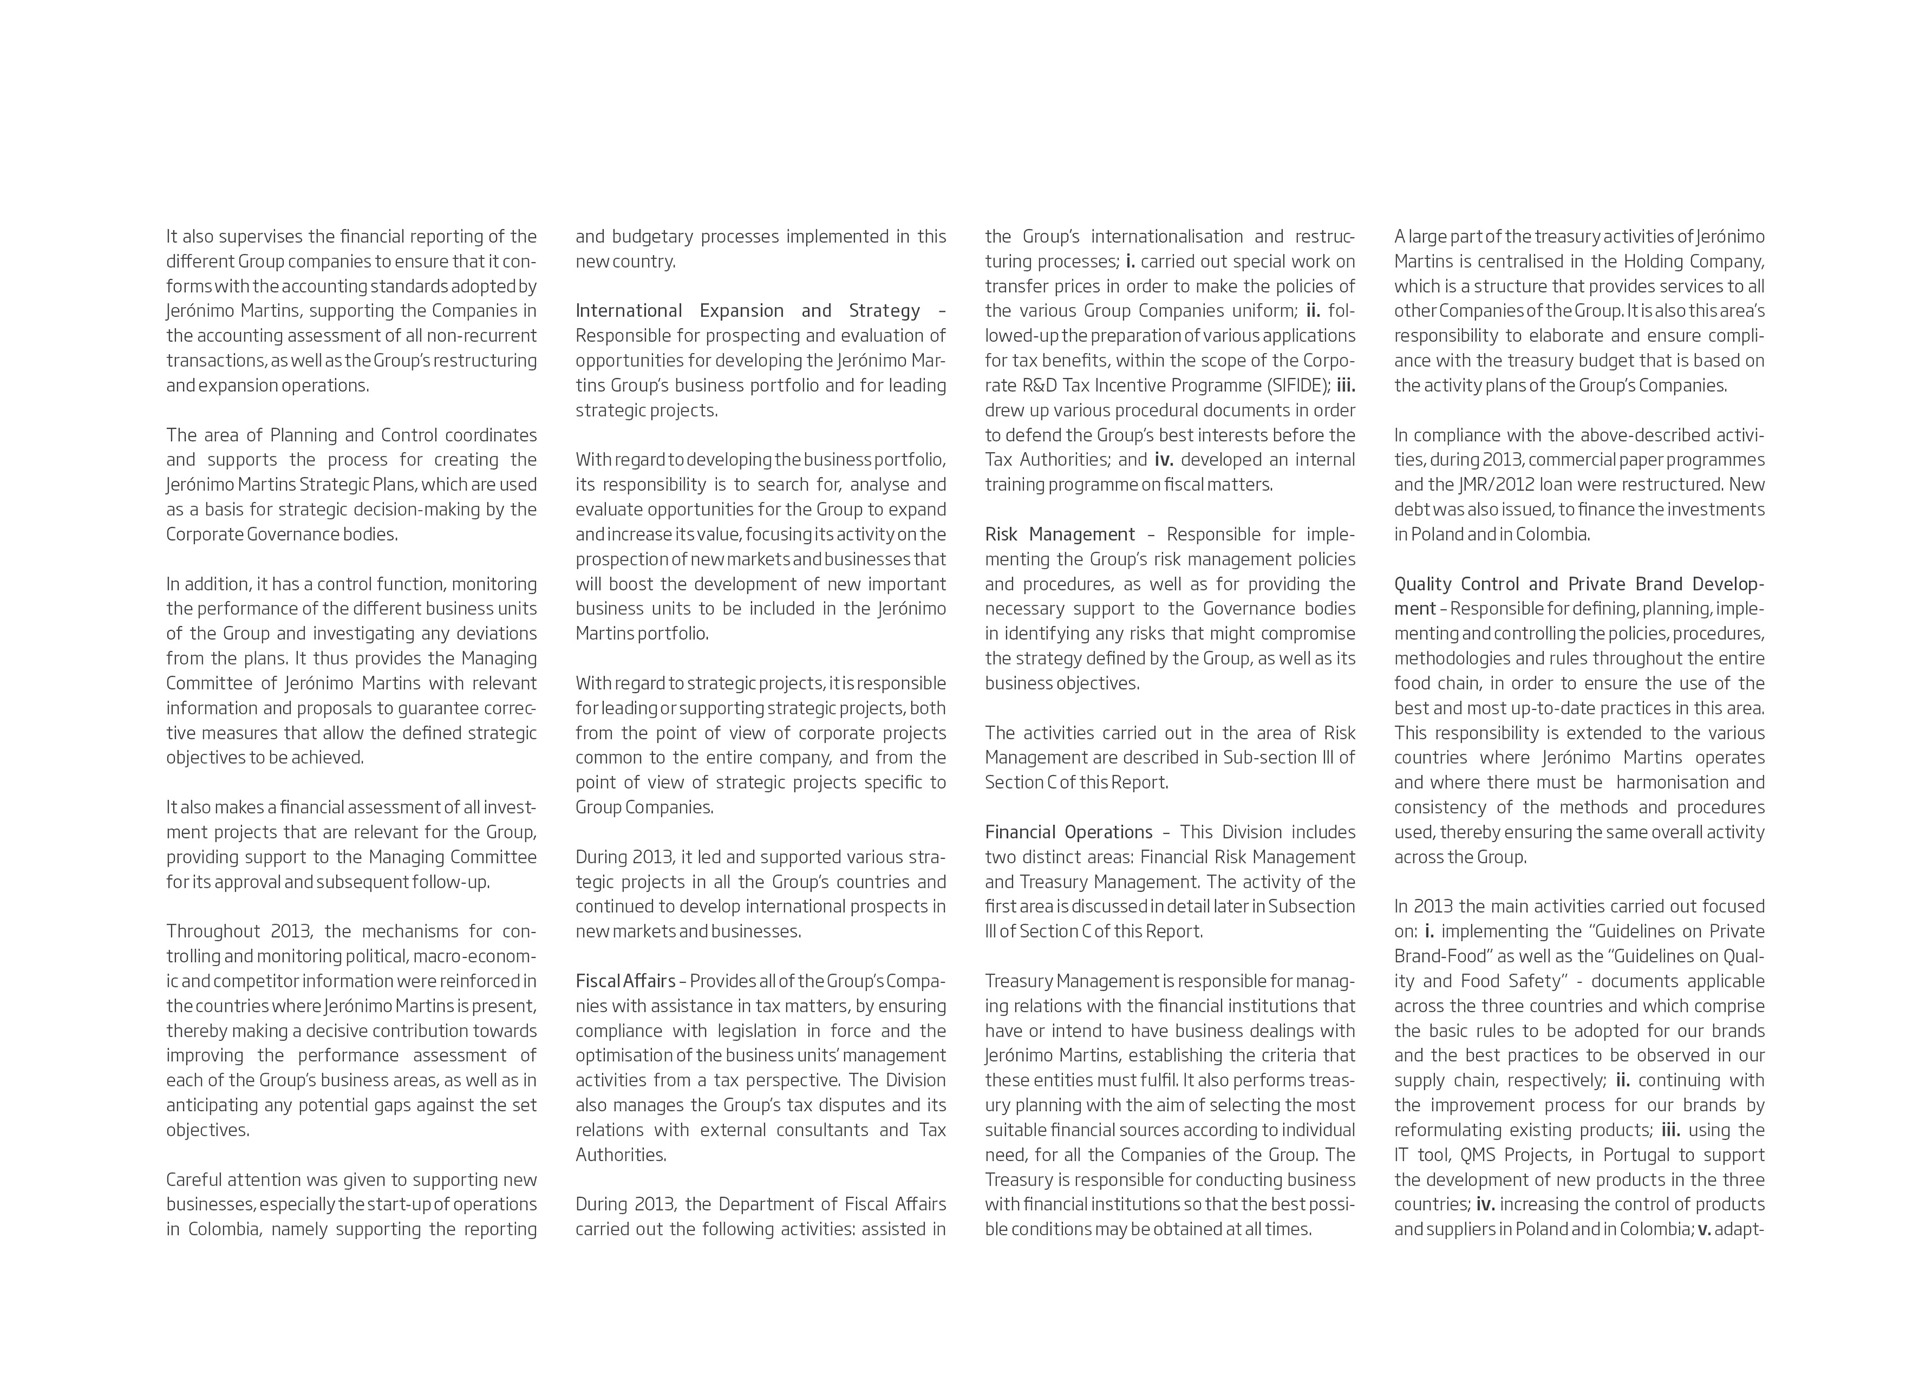 It also supervises the financial reporting of the
different Group companies to ensure that it con-
forms with the accounting standards adopted by
Jerónimo Martins, supporting the Companies in
the accounting assessment of all non-recurrent
transactions, as well as the Group's restructuring
and expansion operations.
The area of Planning and Control coordinates
and supports the process for creating the
Jerónimo Martins Strategic Plans, which are used
as a basis for strategic decision-making by the
Corporate Governance bodies.
In addition, it has a control function, monitoring
the performance of the different business units
of the Group and investigating any deviations
from the plans. It thus provides the Managing
Committee of Jerónimo Martins with relevant
information and proposals to guarantee correc-
tive measures that allow the defined strategic
objectives to be achieved.
It also makes a financial assessment of all invest-
ment projects that are relevant for the Group,
providing support to the Managing Committee
for its approval and subsequent follow-up.
Throughout 2013, the mechanisms for con-
trolling and monitoring political, macro-econom-
ic and competitor information were reinforced in
the countries where Jerónimo Martins is present,
thereby making a decisive contribution towards
improving the performance assessment of
each of the Group's business areas, as well as in
anticipating any potential gaps against the set
objectives.
Careful attention was given to supporting new
businesses, especially the start-up of operations
in Colombia, namely supporting the reporting
and budgetary processes implemented in this
new country.
International Expansion and Strategy –
Responsible for prospecting and evaluation of
opportunities for developing the Jerónimo Mar-
tins Group's business portfolio and for leading
strategic projects.
With regard to developing the business portfolio,
its responsibility is to search for, analyse and
evaluate opportunities for the Group to expand
and increase its value, focusing its activity on the
prospection of new markets and businesses that
will boost the development of new important
business units to be included in the Jerónimo
Martins portfolio.
With regard to strategic projects, it is responsible
for leading or supporting strategic projects, both
from the point of view of corporate projects
common to the entire company, and from the
point of view of strategic projects specific to
Group Companies.
During 2013, it led and supported various stra-
tegic projects in all the Group's countries and
continued to develop international prospects in
new markets and businesses.
Fiscal Affairs – Provides all of the Group's Compa-
nies with assistance in tax matters, by ensuring
compliance with legislation in force and the
optimisation of the business units' management
activities from a tax perspective. The Division
also manages the Group's tax disputes and its
relations with external consultants and Tax
Authorities.
During 2013, the Department of Fiscal Affairs
carried out the following activities: assisted in
the Group's internationalisation and restruc-
turing processes; i. carried out special work on
transfer prices in order to make the policies of
the various Group Companies uniform; ii. fol-
lowed-up the preparation of various applications
for tax benefits, within the scope of the Corpo-
rate R&D Tax Incentive Programme (SIFIDE); iii.
drew up various procedural documents in order
to defend the Group's best interests before the
Tax Authorities; and iv. developed an internal
training programme on fiscal matters.
Risk Management – Responsible for imple-
menting the Group's risk management policies
and procedures, as well as for providing the
necessary support to the Governance bodies
in identifying any risks that might compromise
the strategy defined by the Group, as well as its
business objectives.
The activities carried out in the area of Risk
Management are described in Sub-section III of
Section C of this Report.
Financial Operations – This Division includes
two distinct areas: Financial Risk Management
and Treasury Management. The activity of the
first area is discussed in detail later in Subsection
III of Section C of this Report.
Treasury Management is responsible for manag-
ing relations with the financial institutions that
have or intend to have business dealings with
Jerónimo Martins, establishing the criteria that
these entities must fulfil. It also performs treas-
ury planning with the aim of selecting the most
suitable financial sources according to individual
need, for all the Companies of the Group. The
Treasury is responsible for conducting business
with financial institutions so that the best possi-
ble conditions may be obtained at all times.
A large part of the treasury activities of Jerónimo
Martins is centralised in the Holding Company,
which is a structure that provides services to all
other Companies of the Group. It is also this area's
responsibility to elaborate and ensure compli-
ance with the treasury budget that is based on
the activity plans of the Group's Companies.
In compliance with the above-described activi-
ties, during 2013, commercial paper programmes
and the JMR/2012 loan were restructured. New
debt was also issued, to finance the investments
in Poland and in Colombia.
Quality Control and Private Brand Develop-
ment – Responsible for defining, planning, imple-
menting and controlling the policies, procedures,
methodologies and rules throughout the entire
food chain, in order to ensure the use of the
best and most up-to-date practices in this area.
This responsibility is extended to the various
countries where Jerónimo Martins operates
and where there must be harmonisation and
consistency of the methods and procedures
used, thereby ensuring the same overall activity
across the Group.
In 2013 the main activities carried out focused
on: i. implementing the "Guidelines on Private
Brand-Food" as well as the "Guidelines on Qual-
ity and Food Safety" - documents applicable
across the three countries and which comprise
the basic rules to be adopted for our brands
and the best practices to be observed in our
supply chain, respectively; ii. continuing with
the improvement process for our brands by
reformulating existing products; iii. using the
IT tool, QMS Projects, in Portugal to support
the development of new products in the three
countries; iv. increasing the control of products
and suppliers in Poland and in Colombia; v. adapt-